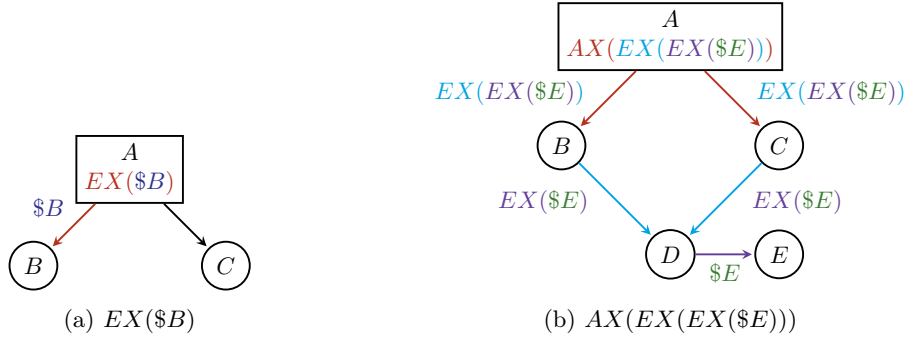 A
EX($B)
$B
B
C
(a) EX($B)
A
AX(EX(EX($E)))
EX(EX($E))
EX(EX($E))
B
C
EX($E)
EX($E)
D
E
$E
(b) AX(EX(EX($E)))